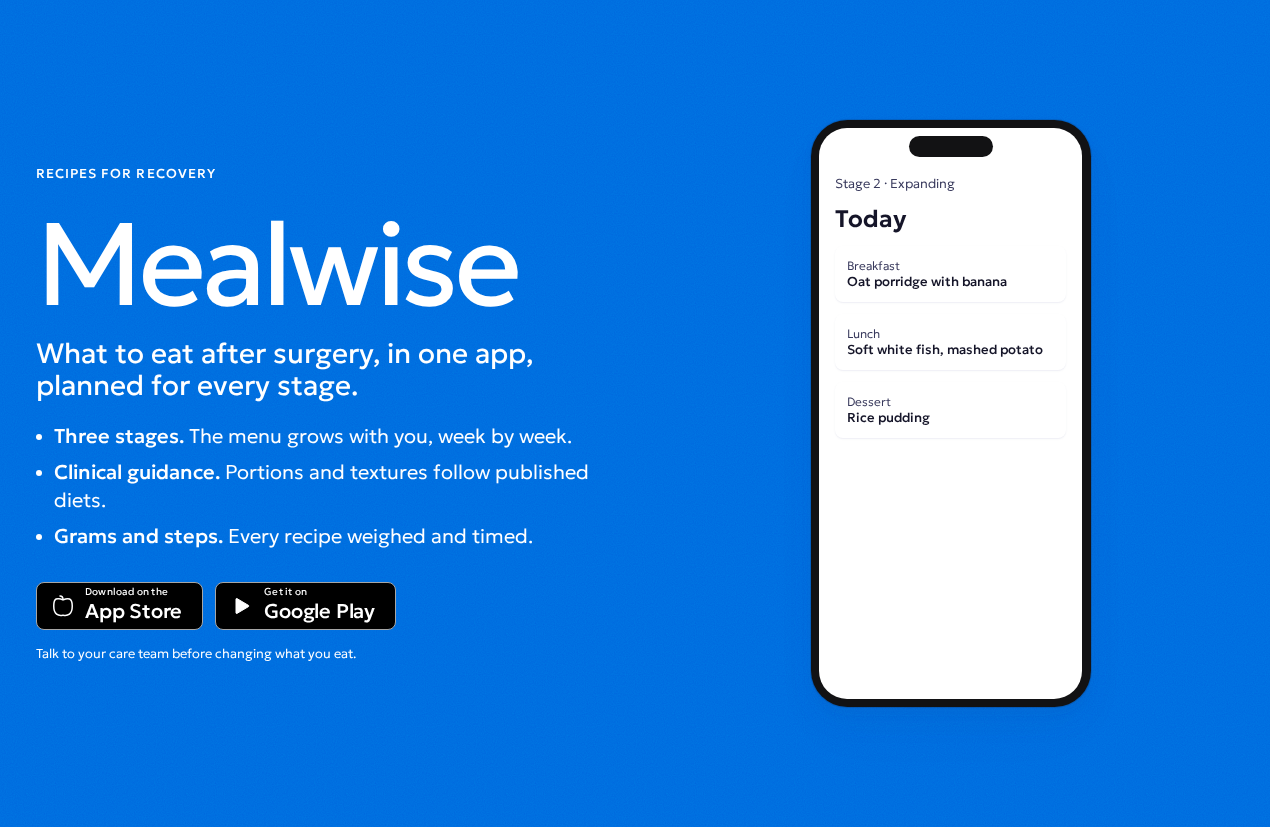 RECIPES FOR RECOVERY
Mealwise
What to eat after surgery, in one app,
planned for every stage.
Three stages. The menu grows with you, week by week.
Clinical guidance. Portions and textures follow published
diets.
Grams and steps. Every recipe weighed and timed.
Download on the
App Store
Get it on
Google Play
Talk to your care team before changing what you eat.
Stage 2 · Expanding
Today
Breakfast
Oat porridge with banana
Lunch
Soft white fish, mashed potato
Dessert
Rice pudding